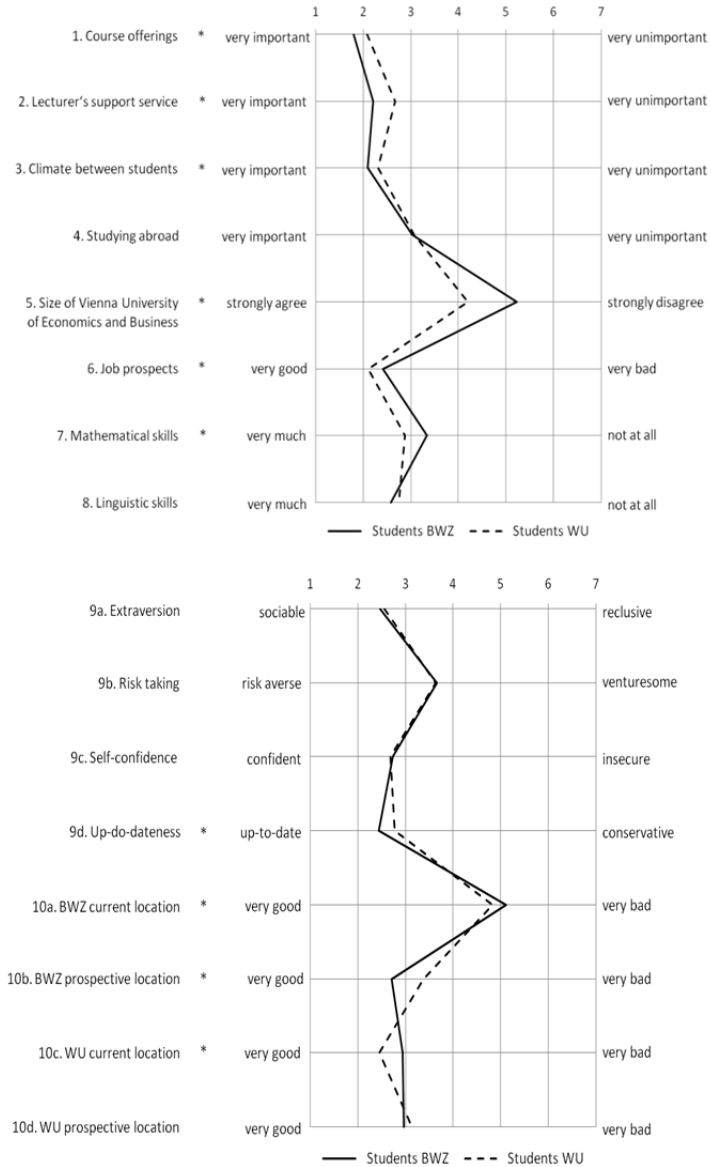 1 2 3 4 5 6 7
1. Course offerings * very important very unimportant
2. Lecturer's support service * very important very unimportant
3. Climate between students * very important very unimportant
4. Studying abroad very important very unimportant
5. Size of Vienna University * strongly agree strongly disagree
of Economics and Business
6. Job prospects * very good very bad
7. Mathematical skills * very much not at all
8. Linguistic skills very much not at all
Students BWZ Students WU
1 2 3 4 5 6 7
9a. Extraversion sociable reclusive
9b. Risk taking risk averse venturesome
9c. Self-confidence confident insecure
9d. Up-do-dateness * up-to-date conservative
10a. BWZ current location * very good very bad
10b. BWZ prospective location * very good very bad
10c. WU current location * very good very bad
10d. WU prospective location very good very bad
Students BWZ Students WU